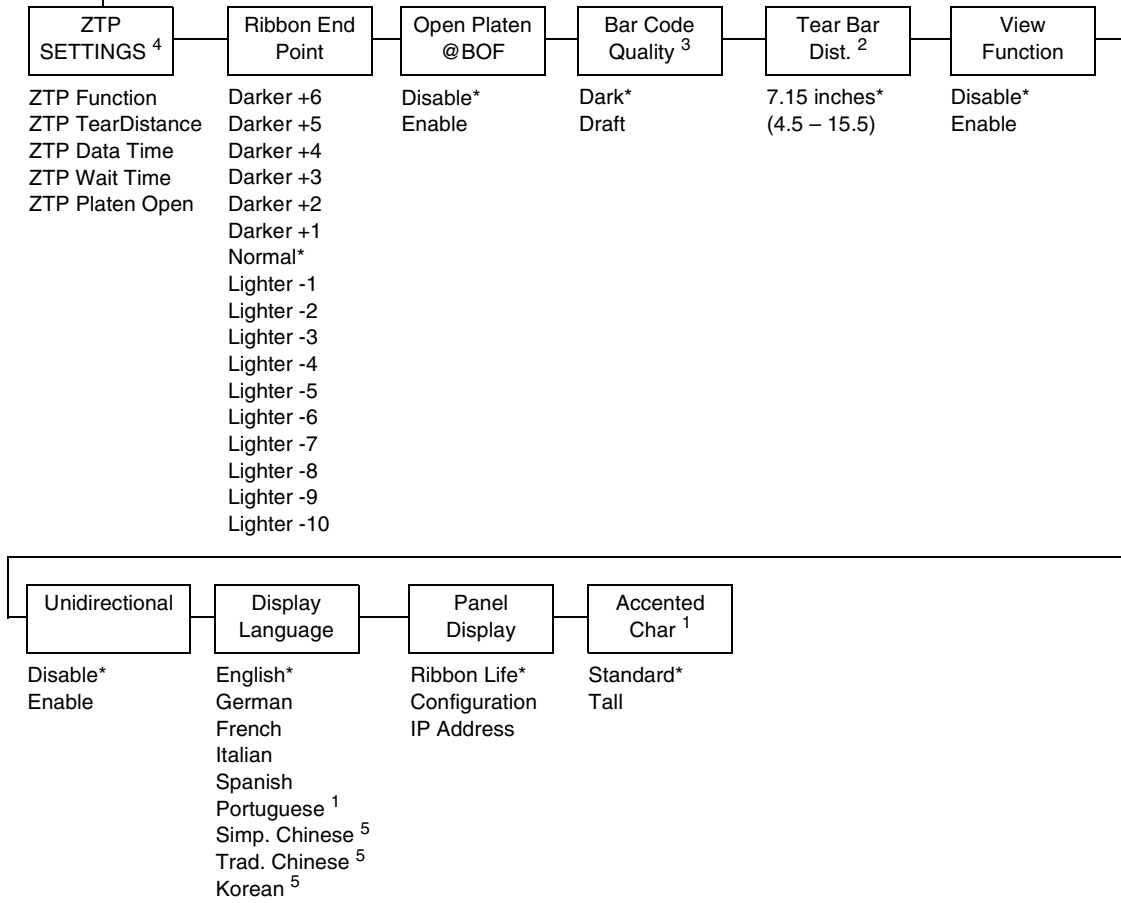 ZTP
SETTINGS 4
ZTP Function
ZTP TearDistance
ZTP Data Time
ZTP Wait Time
ZTP Platen Open
Ribbon End
Point
Darker +6
Darker +5
Darker +4
Darker +3
Darker +2
Darker +1
Normal*
Lighter -1
Lighter -2
Lighter -3
Lighter -4
Lighter -5
Lighter -6
Lighter -7
Lighter -8
Lighter -9
Lighter -10
Open Platen
@BOF
Disable*
Enable
Bar Code
Quality 3
Dark*
Draft
Tear Bar
Dist. 2
7.15 inches*
(4.5 – 15.5)
View
Function
Disable*
Enable
Unidirectional
Disable*
Enable
Display
Language
English*
German
French
Italian
Spanish
Portuguese 1
Simp. Chinese 5
Trad. Chinese 5
Korean 5
Panel
Display
Ribbon Life*
Configuration
IP Address
Accented
Char 1
Standard*
Tall